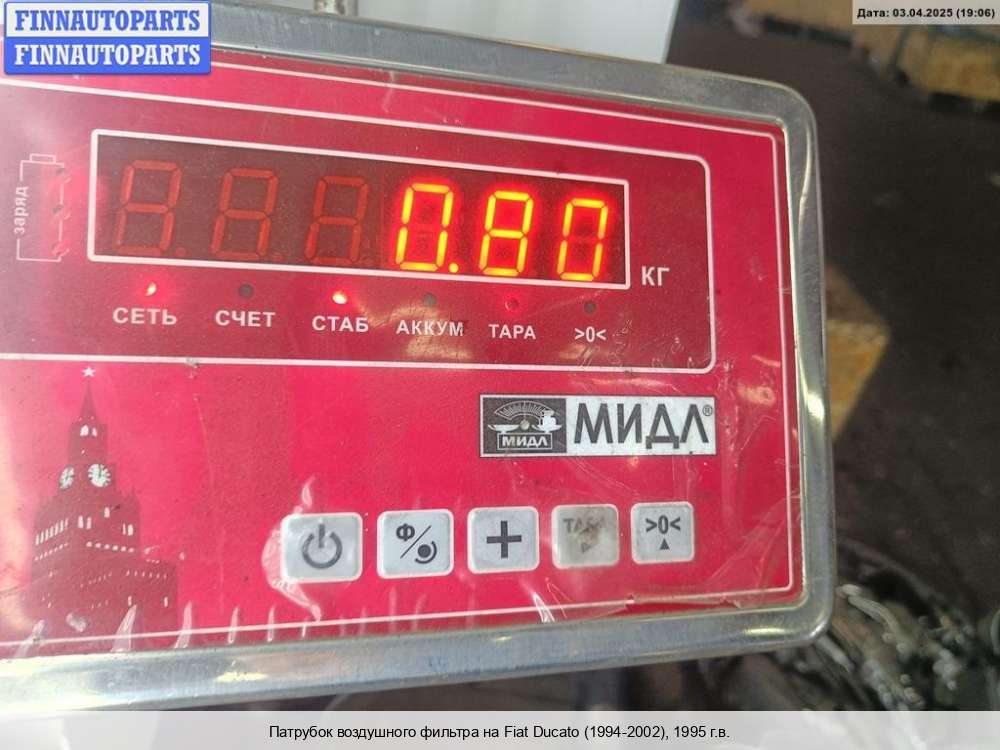 FINNAUTOPARTS
FINNAUTOPARTS
Дата: 03.04.2025 (19:06)
заряд
0.80
кг
СЕТЬ СЧЕТ СТАБ АККУМ ТАРА >0<
МИДЛ
МИДЛ®
Ф/
+
ТАРА
>0<
Патрубок воздушного фильтра на Fiat Ducato (1994-2002), 1995 г.в.